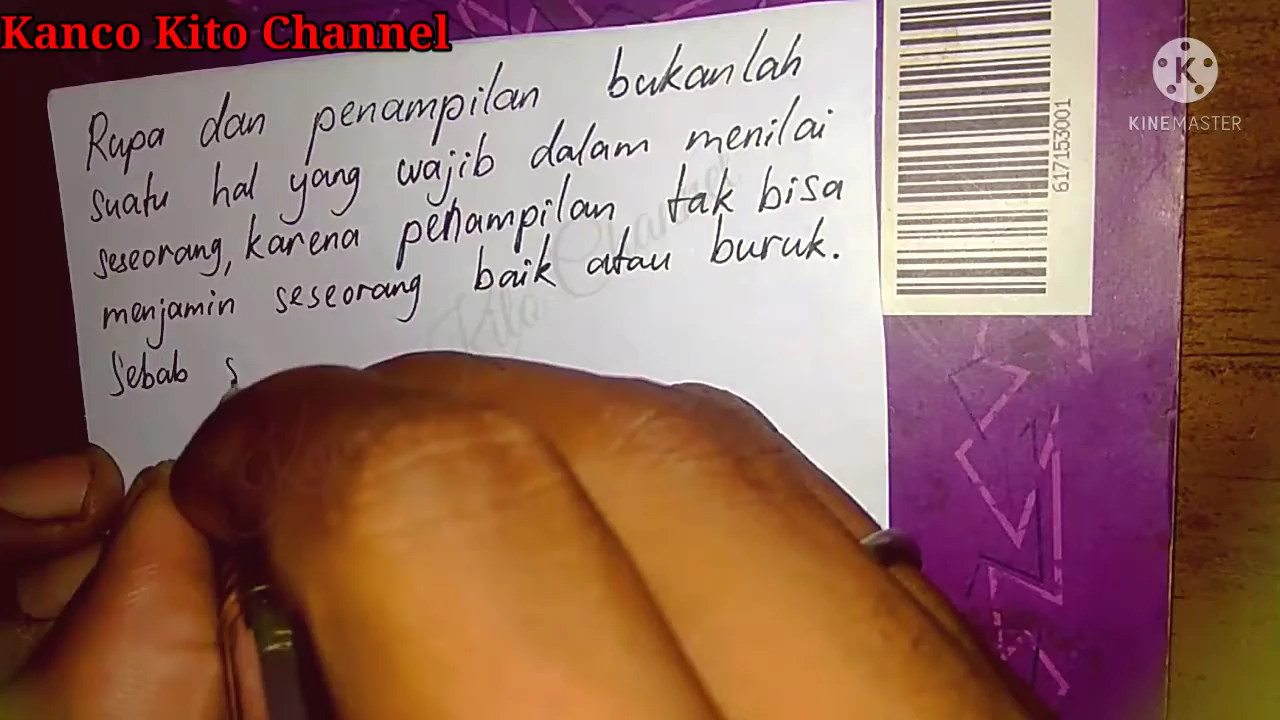 Kanco Kito Channel
Rupa dan penampilan bukanlah
suatu hal yang wajib dalam menilai
seseorang, karena penampilan tak bisa
menjamin seseorang baik atau buruk.
Sebab s
617153001
KINEMASTER